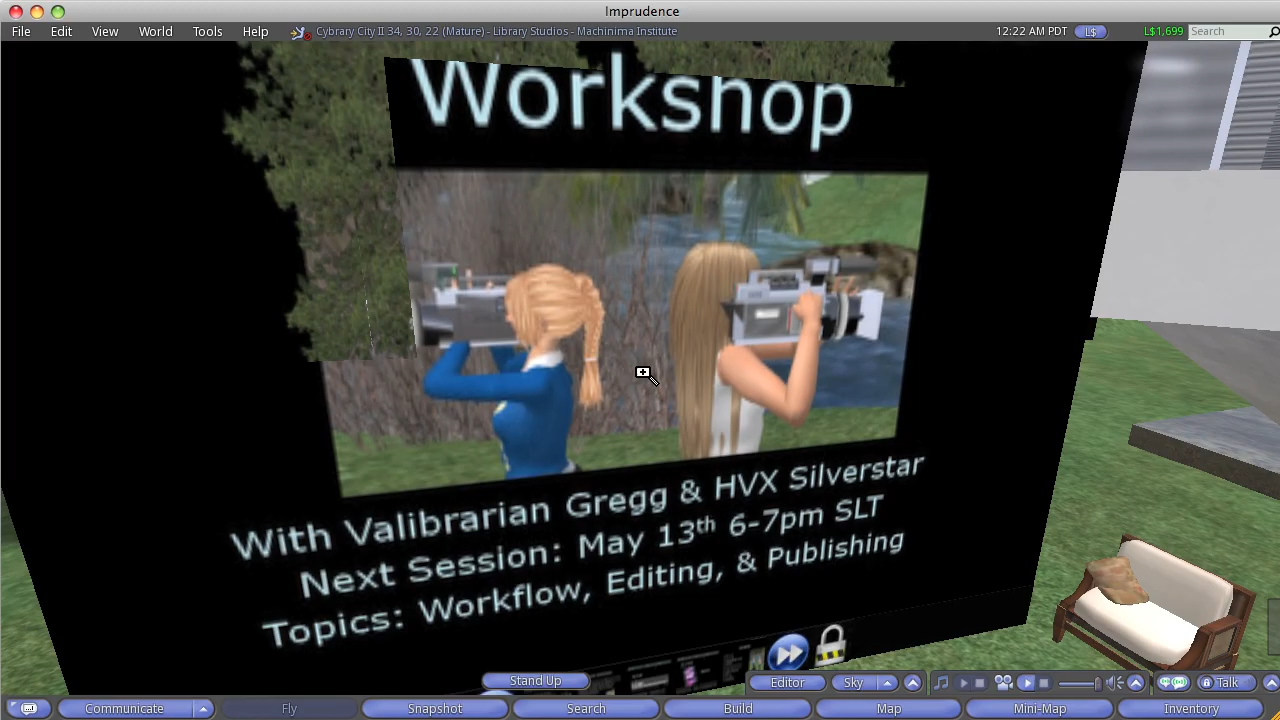 Imprudence
File Edit View World Tools Help Cybrary City II 34, 30, 22 (Mature) - Library Studios - Machinima Institute 12:22 AM PDT L$ L$1,699 Search
Workshop
With Valibrarian Gregg & HVX Silverstar
Next Session: May 13th 6-7pm SLT
Topics: Workflow, Editing, & Publishing
Stand Up Editor Sky Talk
Communicate Fly Snapshot Search Build Map Mini-Map Inventory